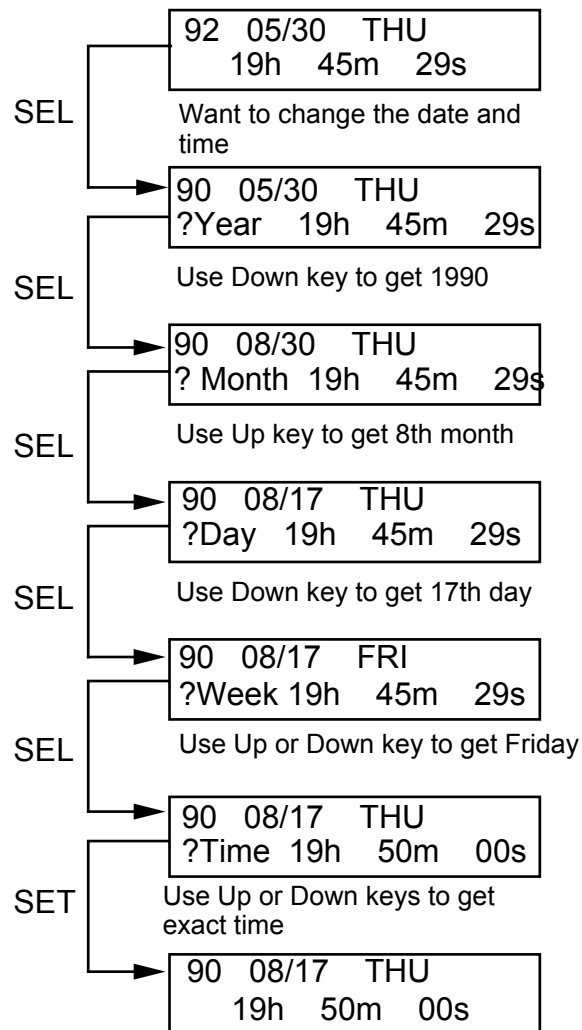 92 05/30 THU
19h 45m 29s
SEL
Want to change the date and
time
90 05/30 THU
?Year 19h 45m 29s
SEL
Use Down key to get 1990
90 08/30 THU
? Month 19h 45m 29s
SEL
Use Up key to get 8th month
90 08/17 THU
?Day 19h 45m 29s
SEL
Use Down key to get 17th day
90 08/17 FRI
?Week 19h 45m 29s
SEL
Use Up or Down key to get Friday
90 08/17 THU
?Time 19h 50m 00s
SET
Use Up or Down keys to get
exact time
90 08/17 THU
19h 50m 00s